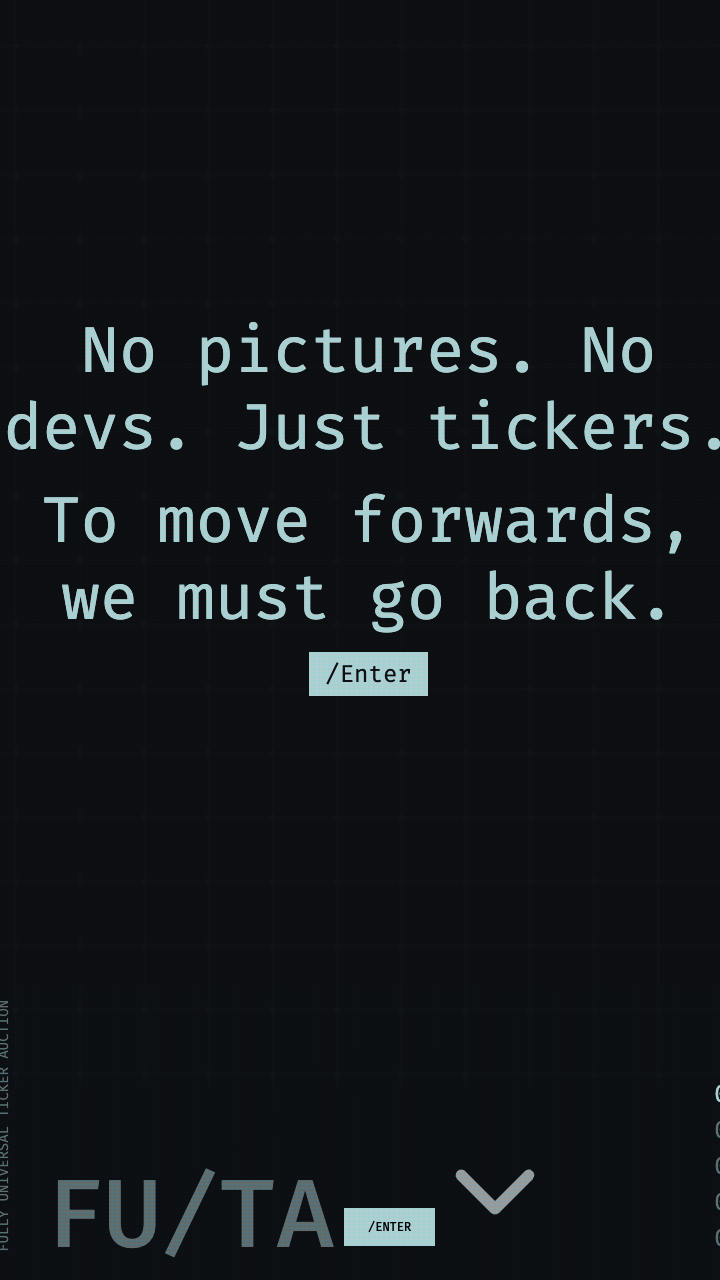 No pictures. No
devs. Just tickers.
To move forwards,
we must go back.
/Enter
FULLY UNIVERSAL TICKER AUCTION
FU/TA
/ENTER